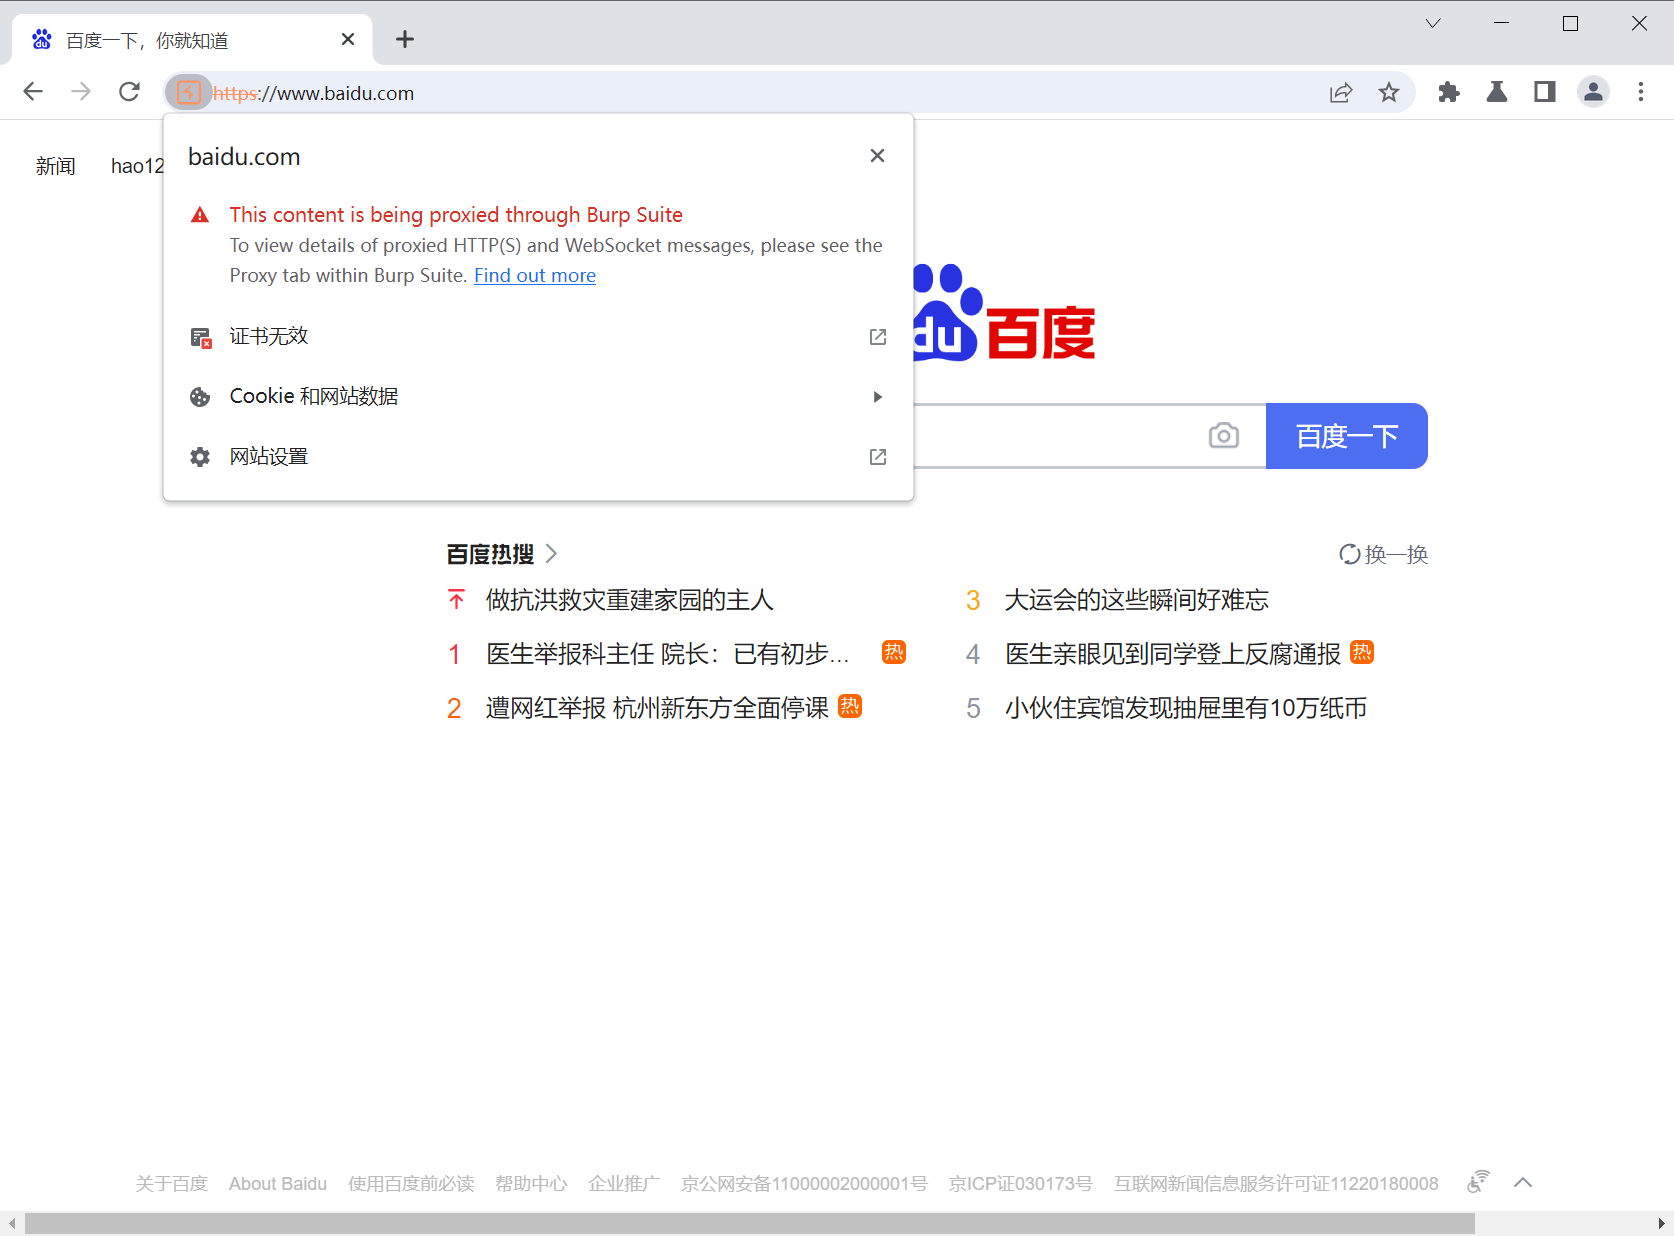 百度一下，你就知道
https://www.baidu.com
新闻
hao12
baidu.com
This content is being proxied through Burp Suite
To view details of proxied HTTP(S) and WebSocket messages, please see the
Proxy tab within Burp Suite. Find out more
证书无效
Cookie 和网站数据
网站设置
du 百度
百度一下
百度热搜
换一换
做抗洪救灾重建家园的主人
1 医生举报科主任 院长：已有初步... 热
2 遭网红举报 杭州新东方全面停课 热
3 大运会的这些瞬间好难忘
4 医生亲眼见到同学登上反腐通报 热
5 小伙住宾馆发现抽屉里有10万纸币
关于百度 About Baidu 使用百度前必读 帮助中心 企业推广 京公网安备11000002000001号 京ICP证030173号 互联网新闻信息服务许可证11220180008